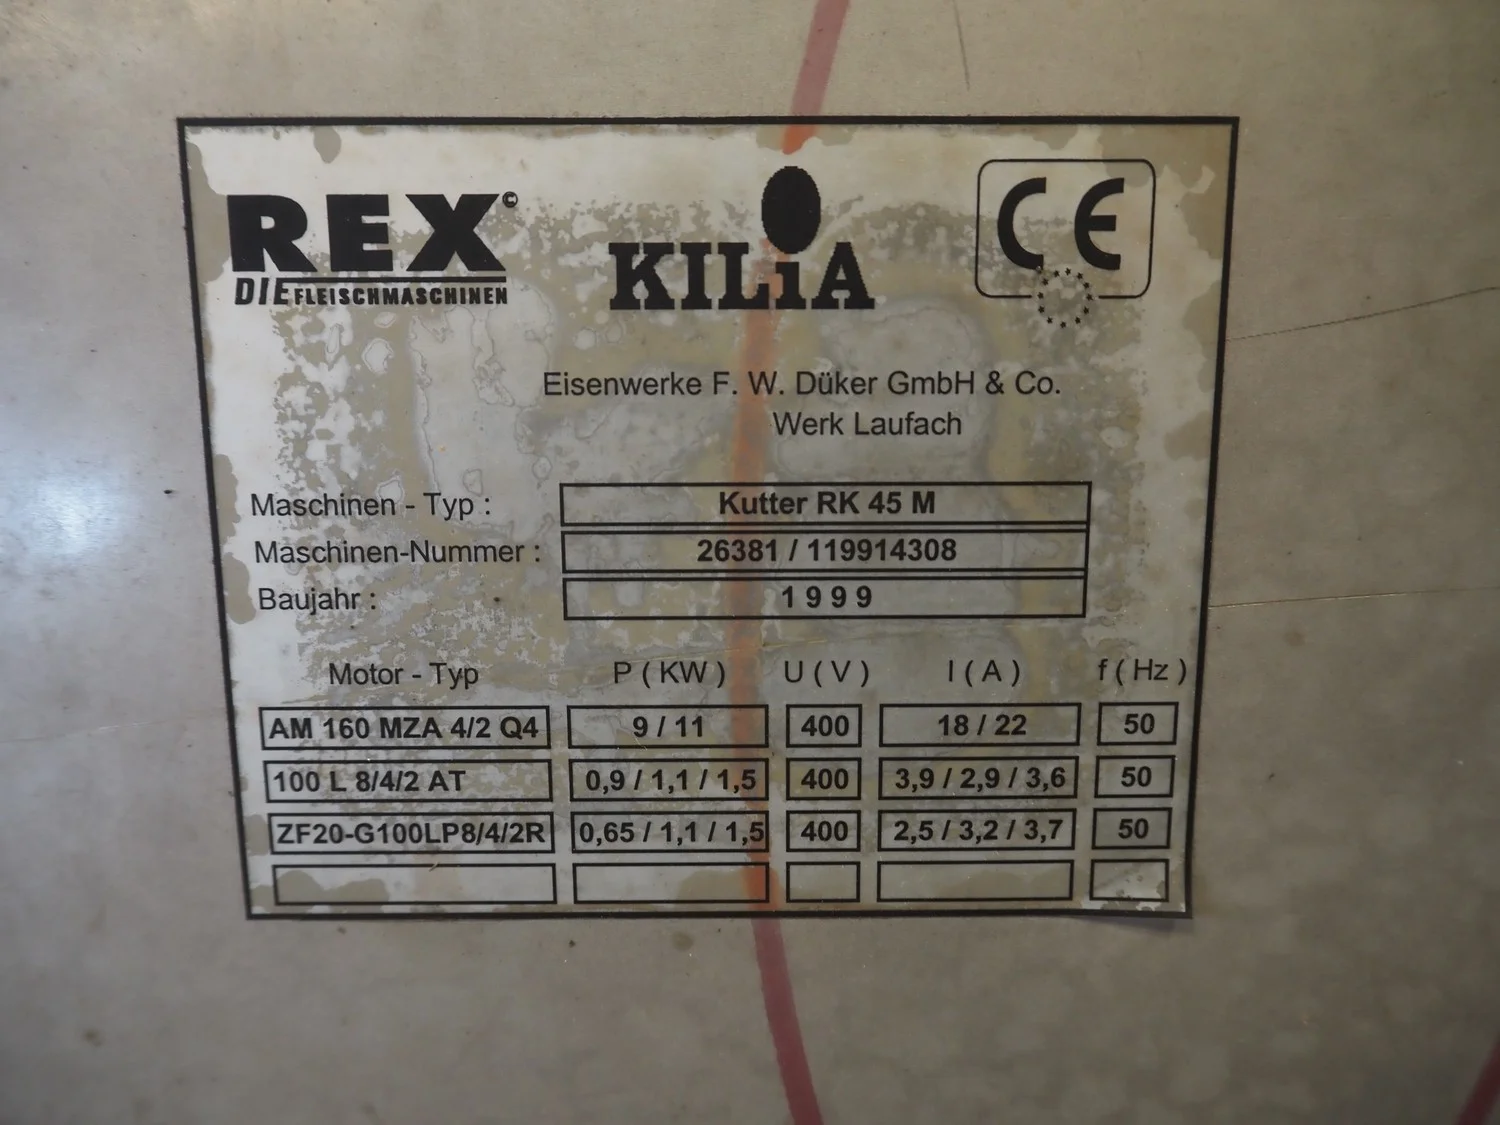 REX©
DIE FLEISCHMASCHINEN
KILiA
CE
Eisenwerke F. W. Düker GmbH & Co.
Werk Laufach
Maschinen - Typ : Kutter RK 45 M
Maschinen-Nummer : 26381 / 119914308
Baujahr : 1 9 9 9
Motor - Typ P ( KW ) U ( V ) I ( A ) f ( Hz )
AM 160 MZA 4/2 Q4 9 / 11 400 18 / 22 50
100 L 8/4/2 AT 0,9 / 1,1 / 1,5 400 3,9 / 2,9 / 3,6 50
ZF20-G100LP8/4/2R 0,65 / 1,1 / 1,5 400 2,5 / 3,2 / 3,7 50